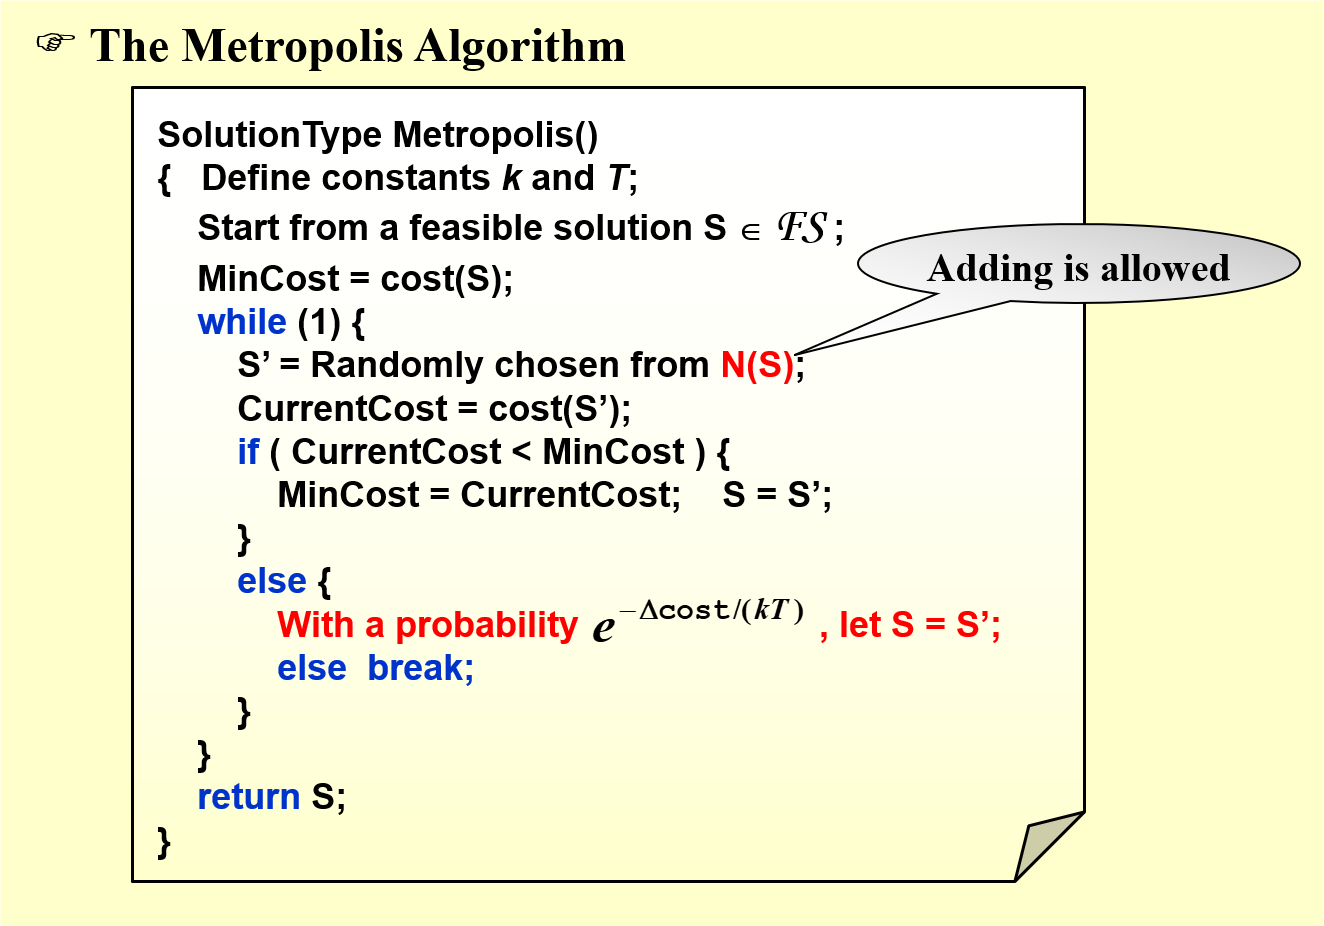 ☞ The Metropolis Algorithm
SolutionType Metropolis()
{ Define constants k and T;
Start from a feasible solution S ∈ FS ;
MinCost = cost(S);
while (1) {
S’ = Randomly chosen from N(S);
CurrentCost = cost(S’);
if ( CurrentCost < MinCost ) {
MinCost = CurrentCost; S = S’;
}
else {
With a probability e^{−Δcost/(kT)} , let S = S’;
else break;
}
}
return S;
}
Adding is allowed